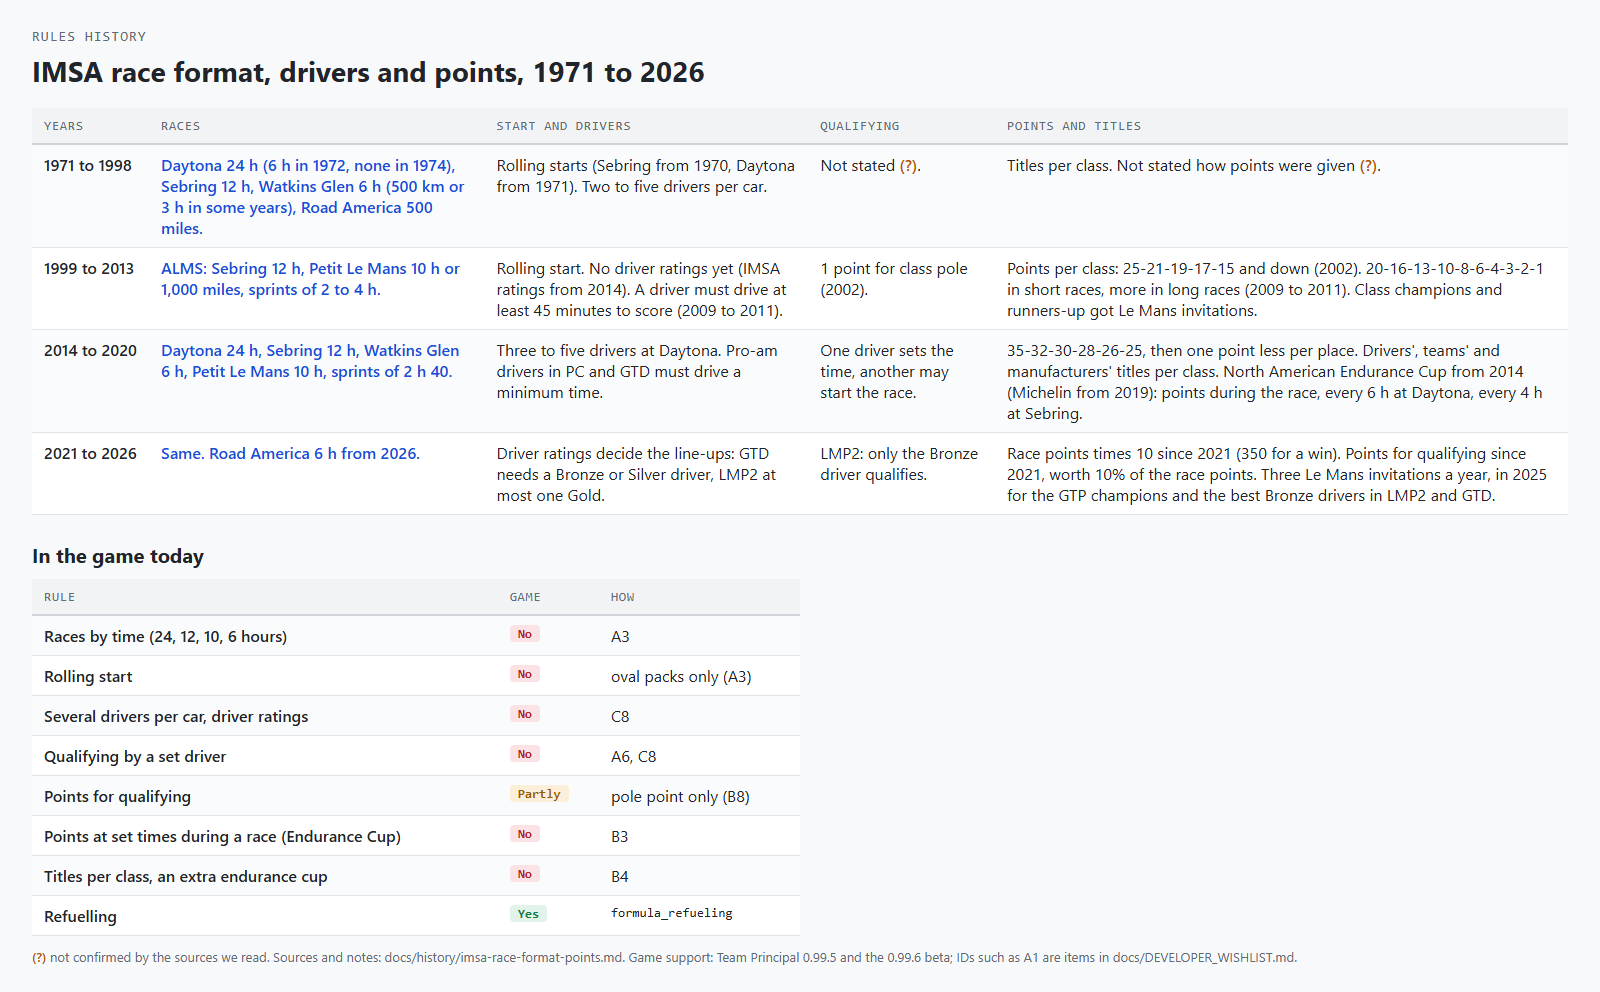 RULES HISTORY
IMSA race format, drivers and points, 1971 to 2026
YEARS RACES START AND DRIVERS QUALIFYING POINTS AND TITLES
1971 to 1998
Daytona 24 h (6 h in 1972, none in 1974),
Sebring 12 h, Watkins Glen 6 h (500 km or
3 h in some years), Road America 500
miles.
Rolling starts (Sebring from 1970, Daytona
from 1971). Two to five drivers per car.
Not stated (?).
Titles per class. Not stated how points were given (?).
1999 to 2013
ALMS: Sebring 12 h, Petit Le Mans 10 h or
1,000 miles, sprints of 2 to 4 h.
Rolling start. No driver ratings yet (IMSA
ratings from 2014). A driver must drive at
least 45 minutes to score (2009 to 2011).
1 point for class pole
(2002).
Points per class: 25-21-19-17-15 and down (2002). 20-16-13-10-8-6-4-3-2-1
in short races, more in long races (2009 to 2011). Class champions and
runners-up got Le Mans invitations.
2014 to 2020
Daytona 24 h, Sebring 12 h, Watkins Glen
6 h, Petit Le Mans 10 h, sprints of 2 h 40.
Three to five drivers at Daytona. Pro-am
drivers in PC and GTD must drive a
minimum time.
One driver sets the
time, another may
start the race.
35-32-30-28-26-25, then one point less per place. Drivers', teams' and
manufacturers' titles per class. North American Endurance Cup from 2014
(Michelin from 2019): points during the race, every 6 h at Daytona, every 4 h
at Sebring.
2021 to 2026
Same. Road America 6 h from 2026.
Driver ratings decide the line-ups: GTD
needs a Bronze or Silver driver, LMP2 at
most one Gold.
LMP2: only the Bronze
driver qualifies.
Race points times 10 since 2021 (350 for a win). Points for qualifying since
2021, worth 10% of the race points. Three Le Mans invitations a year, in 2025
for the GTP champions and the best Bronze drivers in LMP2 and GTD.
In the game today
RULE GAME HOW
Races by time (24, 12, 10, 6 hours) No A3
Rolling start No oval packs only (A3)
Several drivers per car, driver ratings No C8
Qualifying by a set driver No A6, C8
Points for qualifying Partly pole point only (B8)
Points at set times during a race (Endurance Cup) No B3
Titles per class, an extra endurance cup No B4
Refuelling Yes formula_refueling
(?) not confirmed by the sources we read. Sources and notes: docs/history/imsa-race-format-points.md. Game support: Team Principal 0.99.5 and the 0.99.6 beta; IDs such as A1 are items in docs/DEVELOPER_WISHLIST.md.